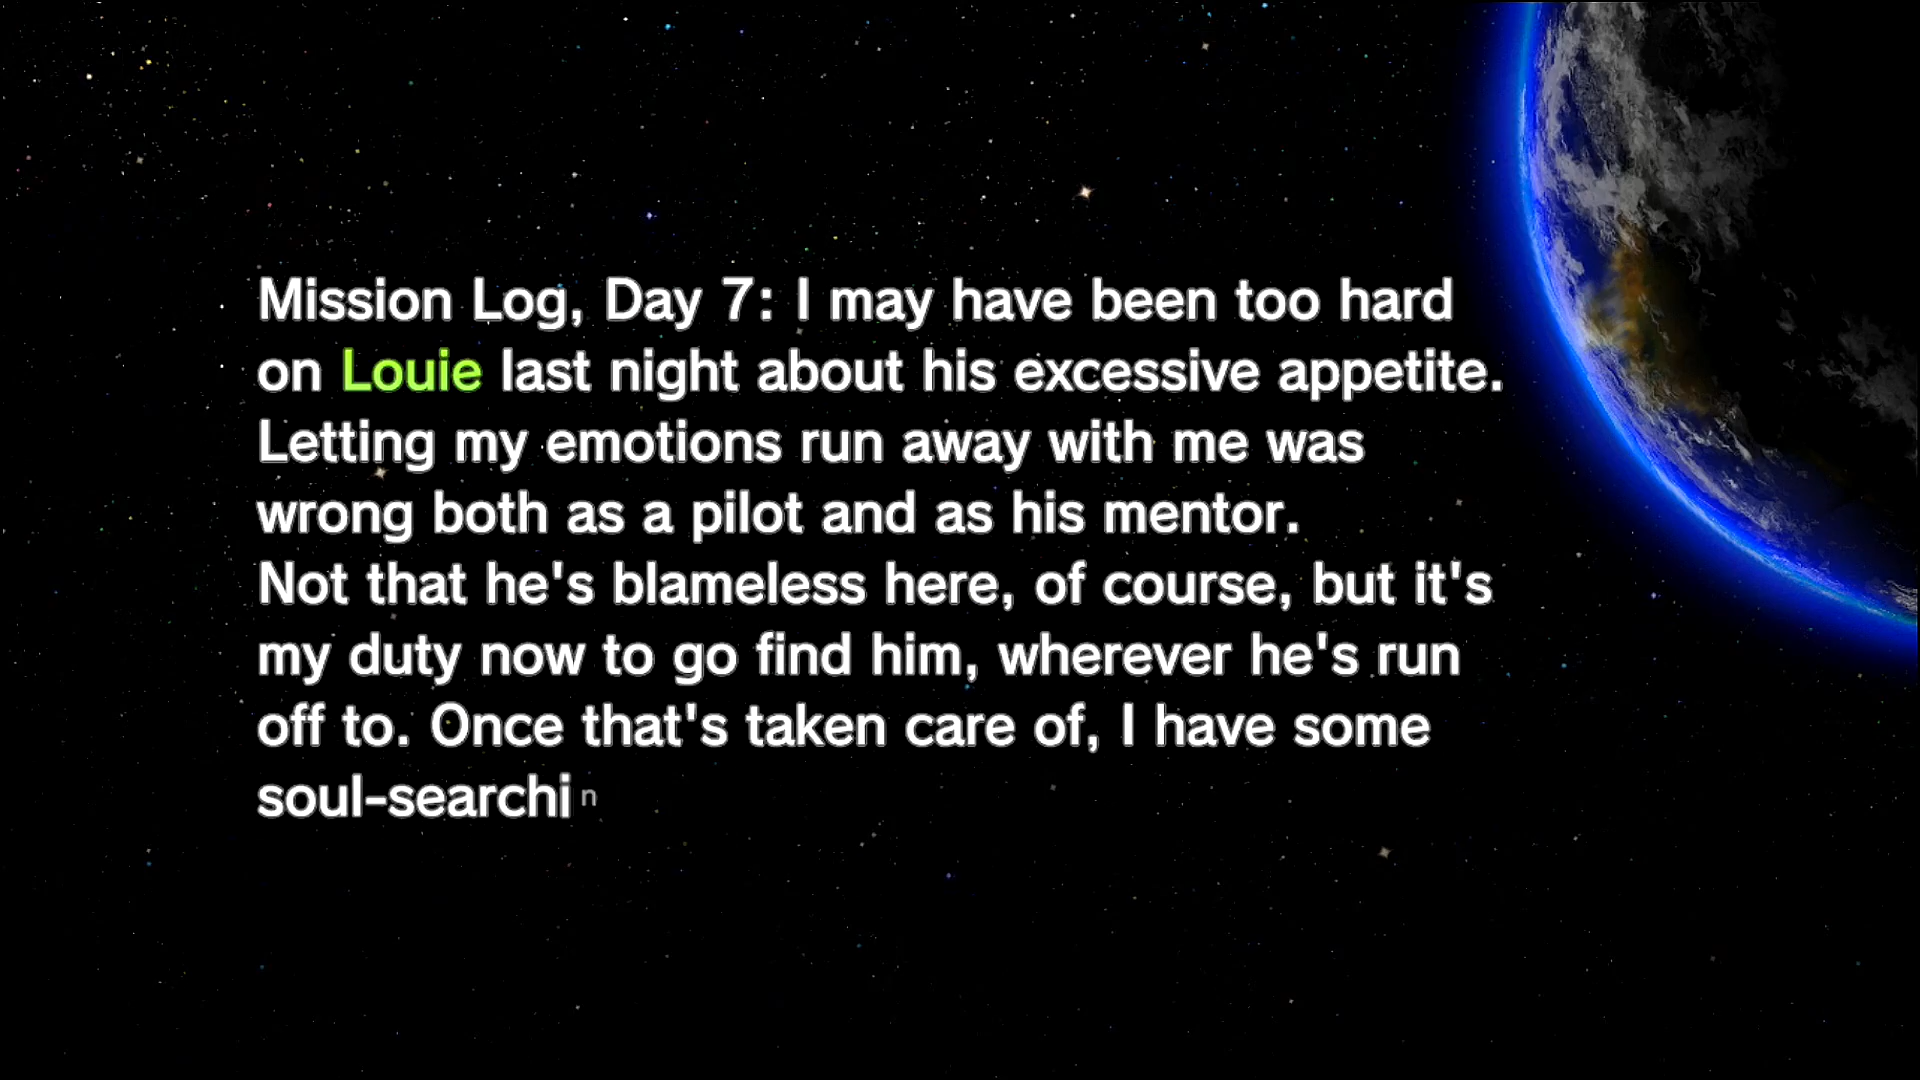 Mission Log, Day 7: I may have been too hard
on Louie last night about his excessive appetite.
Letting my emotions run away with me was
wrong both as a pilot and as his mentor.
Not that he's blameless here, of course, but it's
my duty now to go find him, wherever he's run
off to. Once that's taken care of, I have some
soul-searchin